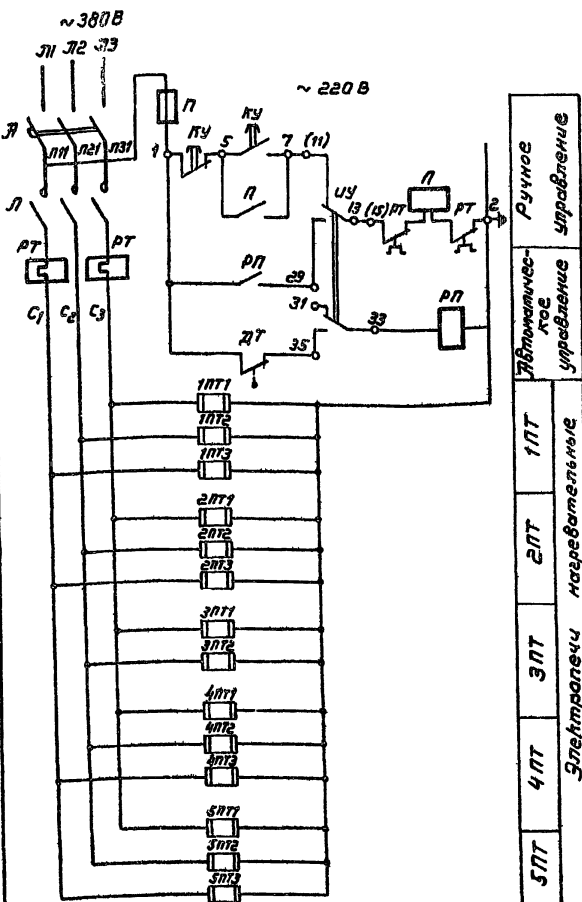 ~380В
Л1 Л2 Л3
~220В
А
Л11 Л21 Л31
П
КУ
КУ
1
5
7
(11)
П
ИУ
13 (15)
РТ
П
РТ
2
Л
РТ
РТ
РП
29
31
33
РП
ДТ
35
С1 С2 С3
1ПТ1
1ПТ2
1ПТ3
2ПТ1
2ПТ2
2ПТ3
3ПТ1
3ПТ2
4ПТ1
4ПТ2
4ПТ3
5ПТ1
5ПТ2
5ПТ3
Ручное
управление
Автоматичес-
кое
управление
1ПТ
2ПТ
3ПТ
4ПТ
5ПТ
Электропечи нагревательные